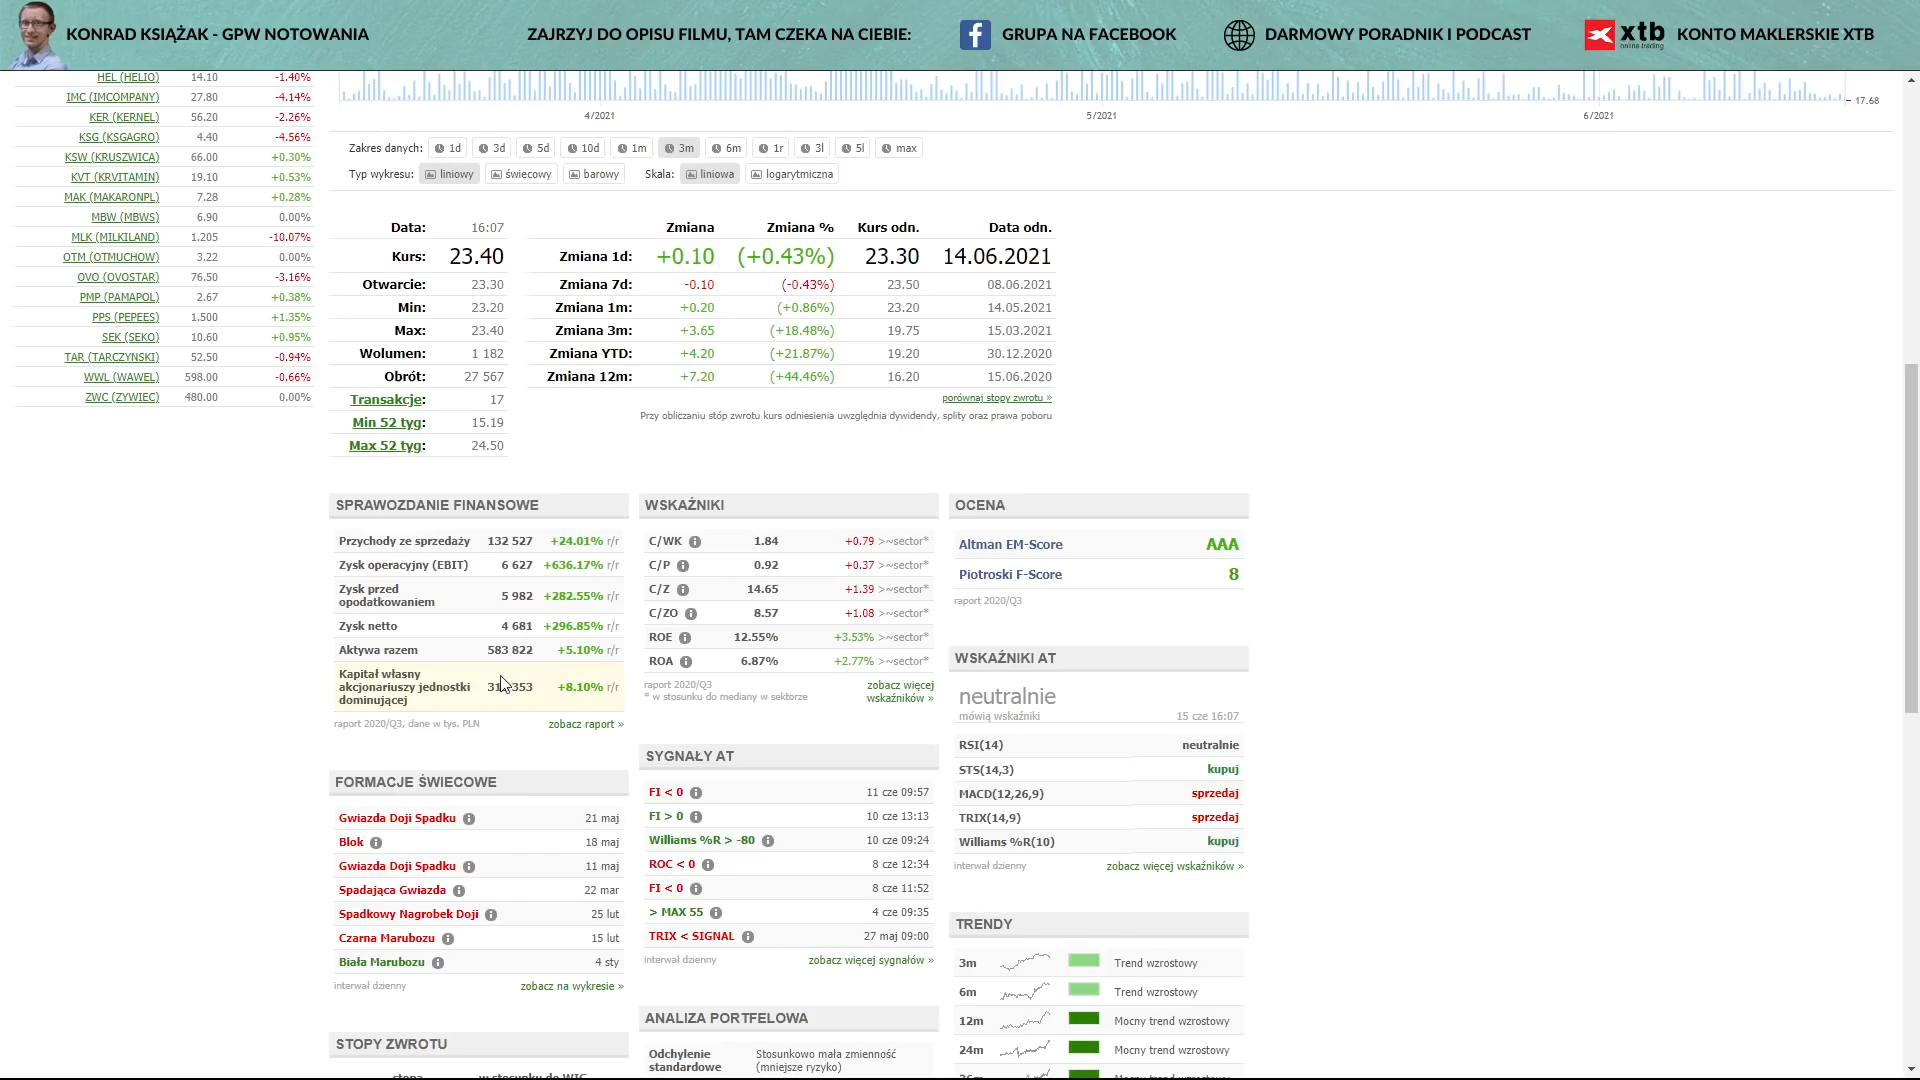 KONRAD KSIĄŻAK - GPW NOTOWANIA
ZAJRZYJ DO OPISU FILMU, TAM CZEKA NA CIEBIE:
GRUPA NA FACEBOOK
DARMOWY PORADNIK I PODCAST
xtb
online trading
KONTO MAKLERSKIE XTB
HEL (HELIO) 14.10 -1.40%
IMC (IMCOMPANY) 27.80 -4.14%
KER (KERNEL) 56.20 -2.26%
KSG (KSGAGRO) 4.40 -4.56%
KSW (KRUSZWICA) 66.00 +0.30%
KVT (KRVITAMIN) 19.10 +0.53%
MAK (MAKARONPL) 7.28 +0.28%
MBW (MBWS) 6.90 0.00%
MLK (MILKILAND) 1.205 -10.07%
OTM (OTMUCHOW) 3.22 0.00%
OVO (OVOSTAR) 76.50 -3.16%
PMP (PAMAPOL) 2.67 +0.38%
PPS (PEPEES) 1.500 +1.35%
SEK (SEKO) 10.60 +0.95%
TAR (TARCZYNSKI) 52.50 -0.94%
WWL (WAWEL) 598.00 -0.66%
ZWC (ZYWIEC) 480.00 0.00%
17.68
4/2021 5/2021 6/2021
Zakres danych: 1d 3d 5d 10d 1m 3m 6m 1r 3l 5l max
Typ wykresu: liniowy świecowy barowy Skala: liniowa logarytmiczna
Data: 16:07
Kurs: 23.40
Otwarcie: 23.30
Min: 23.20
Max: 23.40
Wolumen: 1 182
Obrót: 27 567
Transakcje: 17
Min 52 tyg: 15.19
Max 52 tyg: 24.50
Zmiana Zmiana % Kurs odn. Data odn.
Zmiana 1d: +0.10 (+0.43%) 23.30 14.06.2021
Zmiana 7d: -0.10 (-0.43%) 23.50 08.06.2021
Zmiana 1m: +0.20 (+0.86%) 23.20 14.05.2021
Zmiana 3m: +3.65 (+18.48%) 19.75 15.03.2021
Zmiana YTD: +4.20 (+21.87%) 19.20 30.12.2020
Zmiana 12m: +7.20 (+44.46%) 16.20 15.06.2020
porównaj stopy zwrotu »
Przy obliczaniu stóp zwrotu kurs odniesienia uwzględnia dywidendy, splity oraz prawa poboru
SPRAWOZDANIE FINANSOWE
Przychody ze sprzedaży 132 527 +24.01% r/r
Zysk operacyjny (EBIT) 6 627 +636.17% r/r
Zysk przed
opodatkowaniem 5 982 +282.55% r/r
Zysk netto 4 681 +296.85% r/r
Aktywa razem 583 822 +5.10% r/r
Kapitał własny
akcjonariuszy jednostki
dominującej +8.10% r/r
raport 2020/Q3, dane w tys. PLN zobacz raport »
WSKAŹNIKI
C/WK 1.84 +0.79 >~sector*
C/P 0.92 +0.37 >~sector*
C/Z 14.65 +1.39 >~sector*
C/ZO 8.57 +1.08 >~sector*
ROE 12.55% +3.53% >~sector*
ROA 6.87% +2.77% >~sector*
raport 2020/Q3
* w stosunku do mediany w sektorze
zobacz więcej
wskaźników »
OCENA
Altman EM-Score AAA
Piotroski F-Score 8
raport 2020/Q3
WSKAŹNIKI AT
neutralnie
mówią wskaźniki 15 cze 16:07
RSI(14) neutralnie
STS(14,3) kupuj
MACD(12,26,9) sprzedaj
TRIX(14,9) sprzedaj
Williams %R(10) kupuj
interwał dzienny zobacz więcej wskaźników »
FORMACJE ŚWIECOWE
Gwiazda Doji Spadku 21 maj
Blok 18 maj
Gwiazda Doji Spadku 11 maj
Spadająca Gwiazda 22 mar
Spadkowy Nagrobek Doji 25 lut
Czarna Marubozu 15 lut
Biała Marubozu 4 sty
interwał dzienny zobacz na wykresie »
SYGNAŁY AT
FI < 0 11 cze 09:57
FI > 0 10 cze 13:13
Williams %R > -80 10 cze 09:24
ROC < 0 8 cze 12:34
FI < 0 8 cze 11:52
> MAX 55 4 cze 09:35
TRIX < SIGNAL 27 maj 09:00
interwał dzienny zobacz więcej sygnałów »
TRENDY
3m Trend wzrostowy
6m Trend wzrostowy
12m Mocny trend wzrostowy
24m Mocny trend wzrostowy
ANALIZA PORTFELOWA
Odchylenie
standardowe
Stosunkowo mała zmienność
(mniejsze ryzyko)
STOPY ZWROTU